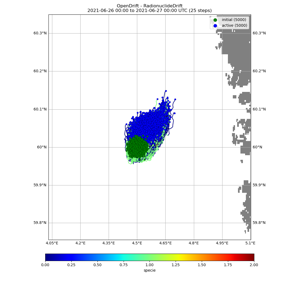 OpenDrift - RadionuclideDrift
2021-06-26 00:00 to 2021-06-27 00:00 UTC (25 steps)
initial (5000)
active (5000)
60.3°N 60.3°N
60.2°N 60.2°N
60.1°N 60.1°N
60°N 60°N
59.9°N 59.9°N
59.8°N 59.8°N
4.05°E 4.2°E 4.35°E 4.5°E 4.65°E 4.8°E 4.95°E 5.1°E
0.00 0.25 0.50 0.75 1.00 1.25 1.50 1.75 2.00
specie